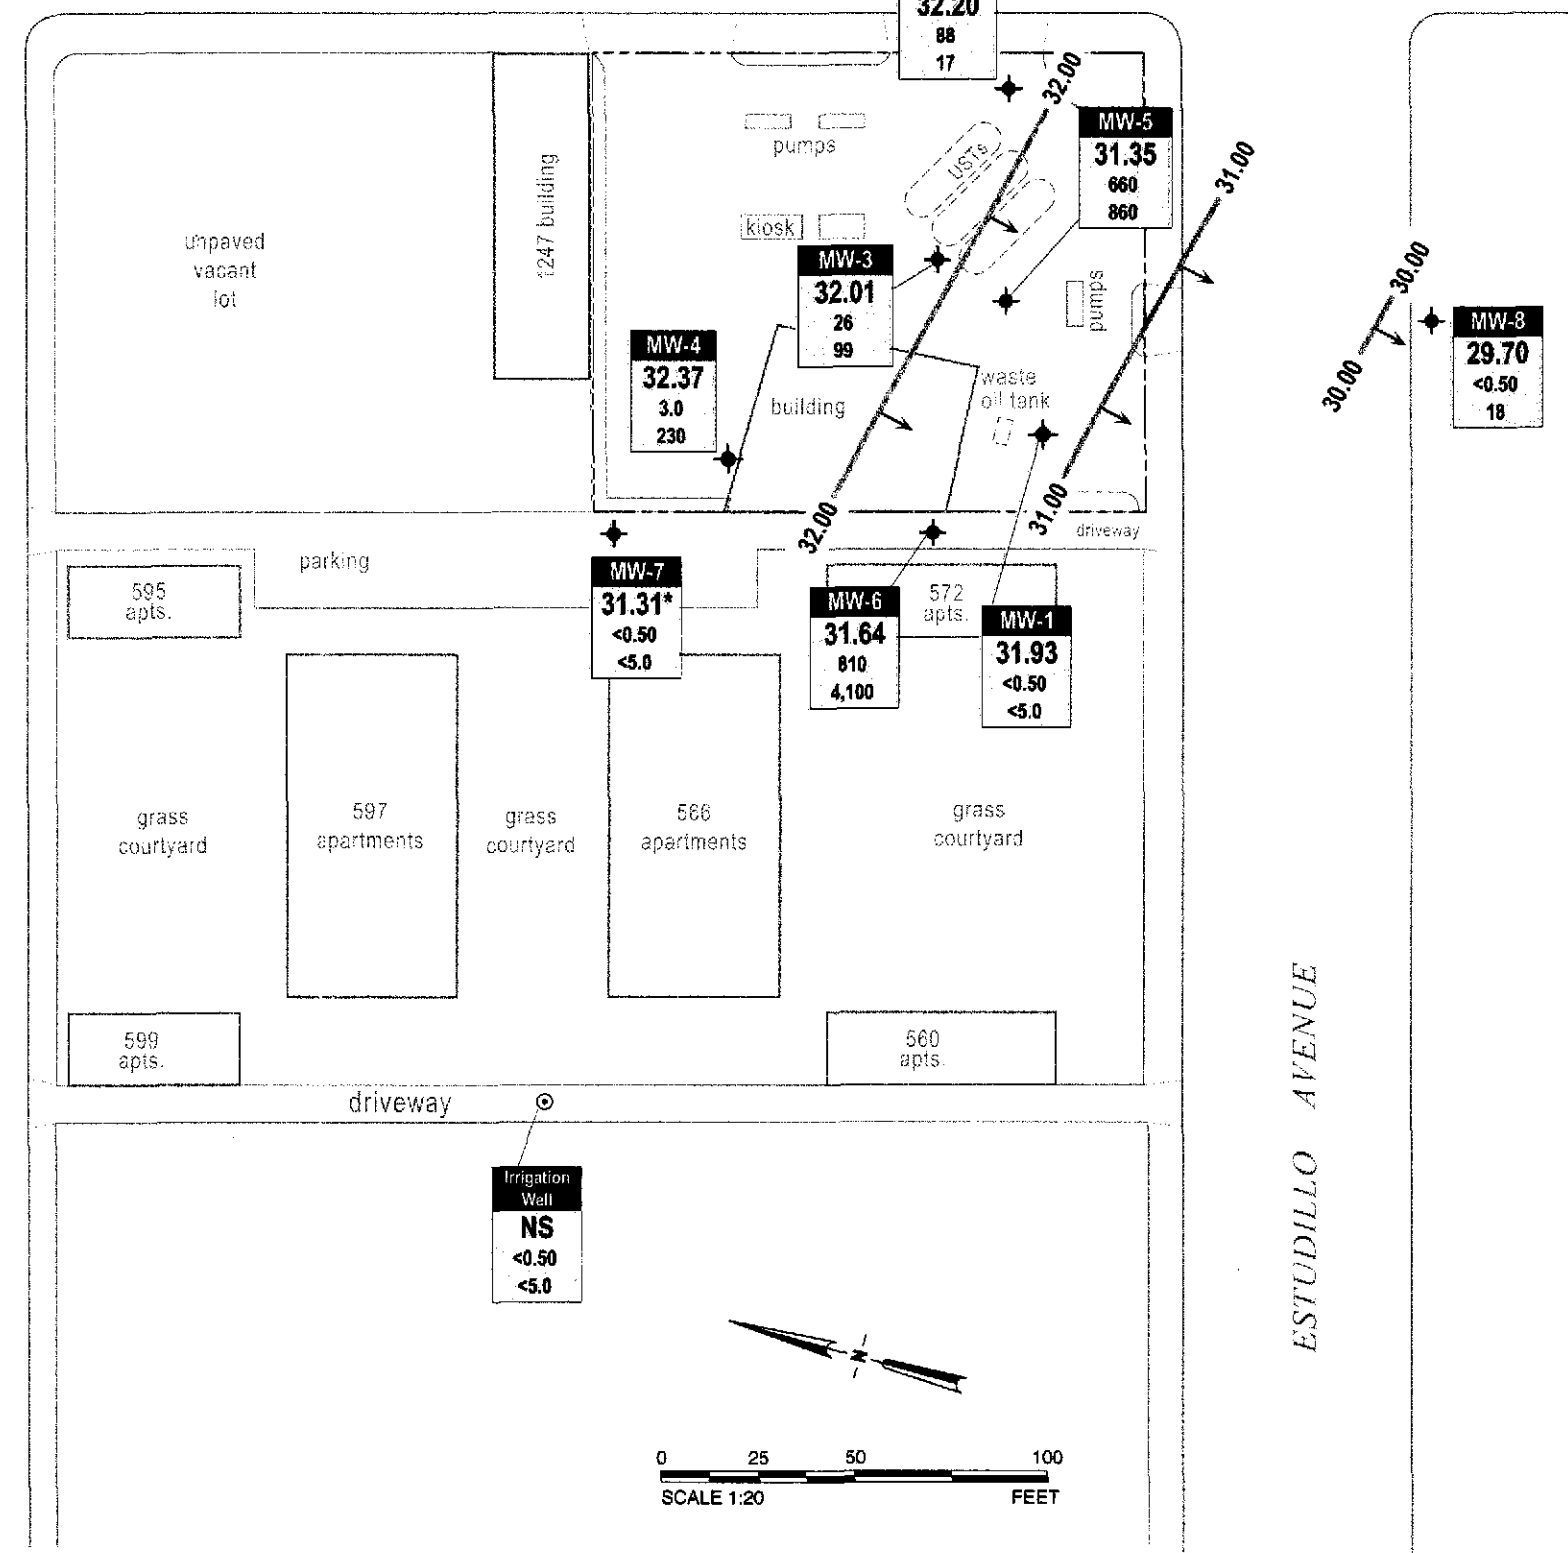 32.20
88
17
32.00
MW-5
31.35
660
860
31.00
pumps
USTs
1247 building
kiosk
unpaved
vacant
lot
MW-3
32.01
26
99
pumps
30.00
MW-8
29.70
<0.50
18
30.00
MW-4
32.37
3.0
230
building
waste
oil tank
31.00
32.00
driveway
parking
595
apts.
MW-7
31.31*
<0.50
<5.0
MW-6
31.64
810
4,100
572
apts.
MW-1
31.93
<0.50
<5.0
grass
courtyard
597
apartments
grass
courtyard
566
apartments
grass
courtyard
599
apts.
560
apts.
driveway
ESTUDILLO AVENUE
Irrigation
Well
NS
<0.50
<5.0
N
0 25 50 100
SCALE 1:20 FEET